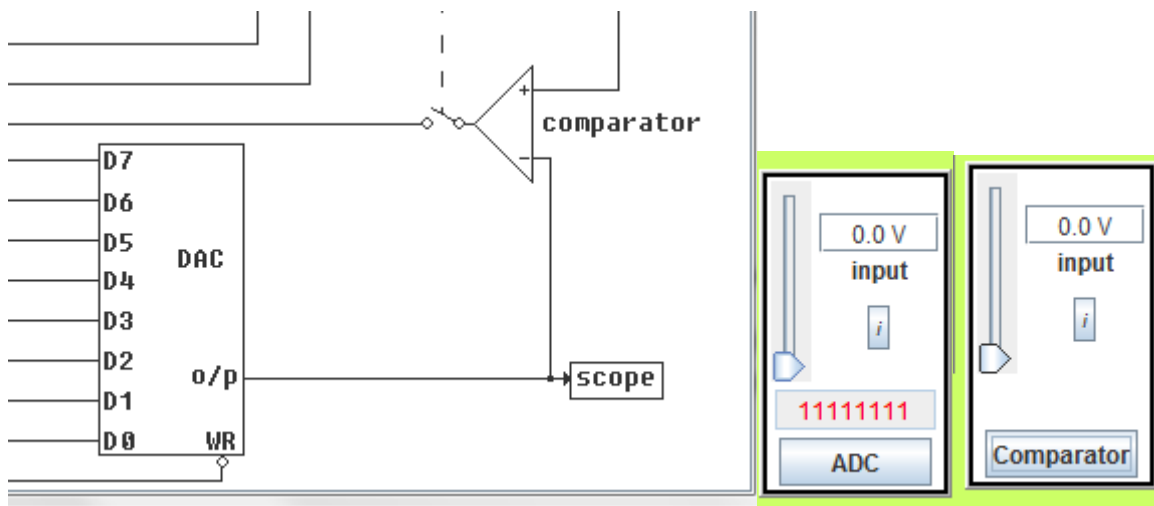 +
comparator
−
D7
D6
D5
DAC
D4
D3
D2
o/p
scope
D1
D0
WR
0.0 V
input
i
11111111
ADC
0.0 V
input
i
Comparator